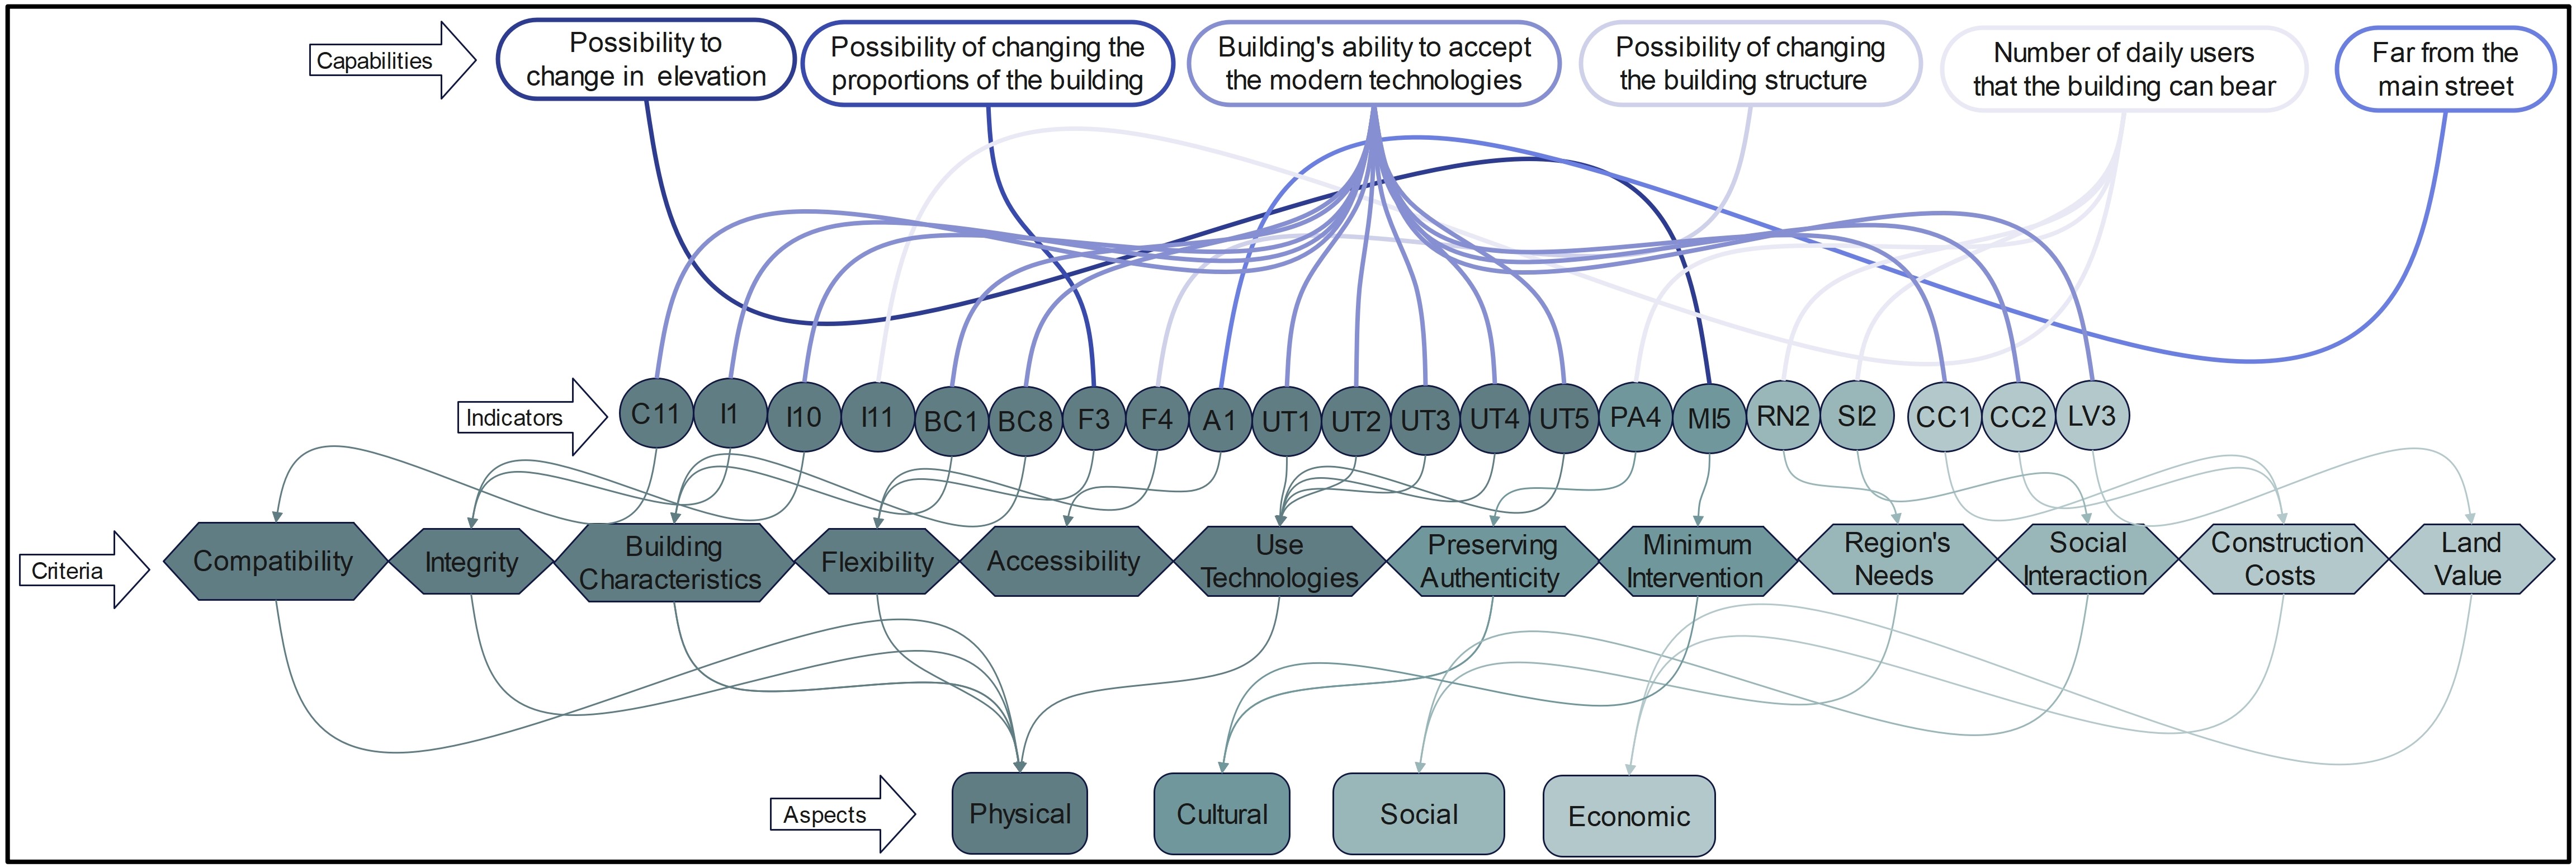 Capabilities
Possibility to
change in elevation
Possibility of changing the
proportions of the building
Building's ability to accept
the modern technologies
Possibility of changing
the building structure
Number of daily users
that the building can bear
Far from the
main street
Indicators
C11
I1
I10
I11
BC1
BC8
F3
F4
A1
UT1
UT2
UT3
UT4
UT5
PA4
MI5
RN2
SI2
CC1
CC2
LV3
Criteria
Compatibility
Integrity
Building
Characteristics
Flexibility
Accessibility
Use
Technologies
Preserving
Authenticity
Minimum
Intervention
Region's
Needs
Social
Interaction
Construction
Costs
Land
Value
Aspects
Physical
Cultural
Social
Economic